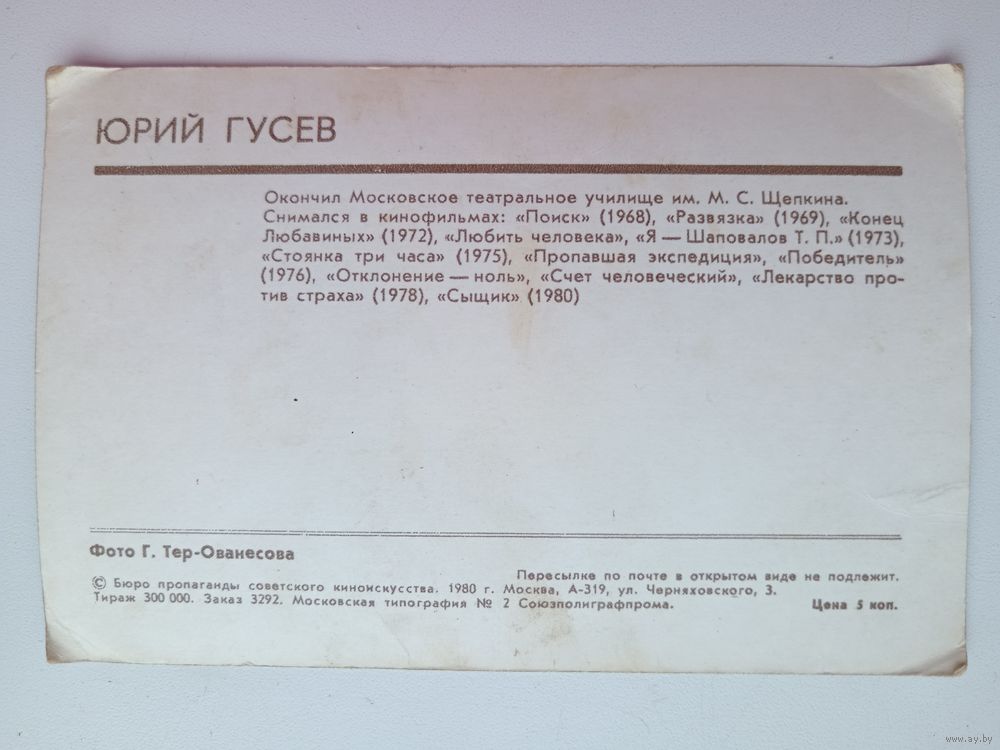 ЮРИЙ ГУСЕВ
Окончил Московское театральное училище им. М. С. Щепкина.
Снимался в кинофильмах: «Поиск» (1968), «Развязка» (1969), «Конец
Любавиных» (1972), «Любить человека», «Я — Шаповалов Т. П.» (1973),
«Стоянка три часа» (1975), «Пропавшая экспедиция», «Победитель»
(1976), «Отклонение — ноль», «Счет человеческий», «Лекарство про-
тив страха» (1978), «Сыщик» (1980)
Фото Г. Тер-Ованесова
Пересылке по почте в открытом виде не подлежит.
© Бюро пропаганды советского киноискусства. 1980 г. Москва, А-319, ул. Черняховского, 3.
Тираж 300 000. Заказ 3292. Московская типография № 2 Союзполиграфпрома. Цена 5 коп.
www.ay.by